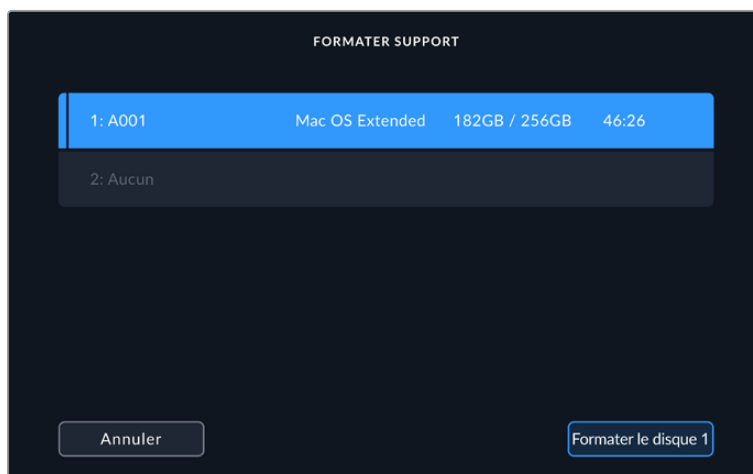 FORMATER SUPPORT
1: A001 Mac OS Extended 182GB / 256GB 46:26
2: Aucun
Annuler Formater le disque 1